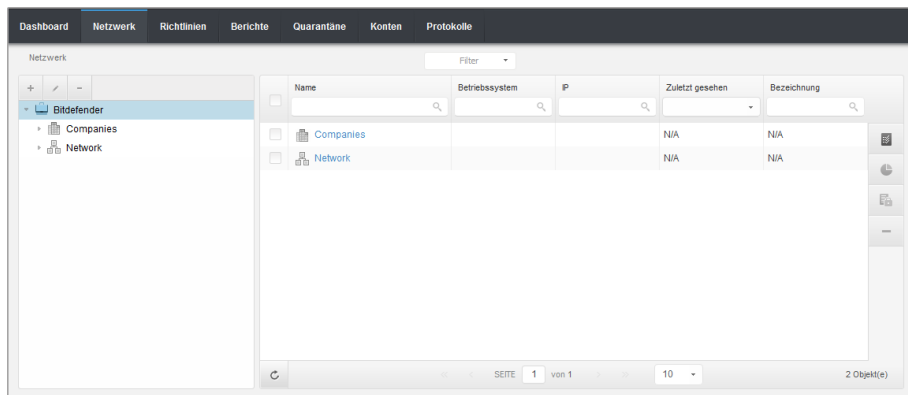 Dashboard Netzwerk Richtlinien Berichte Quarantäne Konten Protokolle
Netzwerk
Filter
Bitdefender
Companies
Network
Name Betriebssystem IP Zuletzt gesehen Bezeichnung
Companies N/A N/A
Network N/A N/A
SEITE 1 von 1 10 2 Objekt(e)